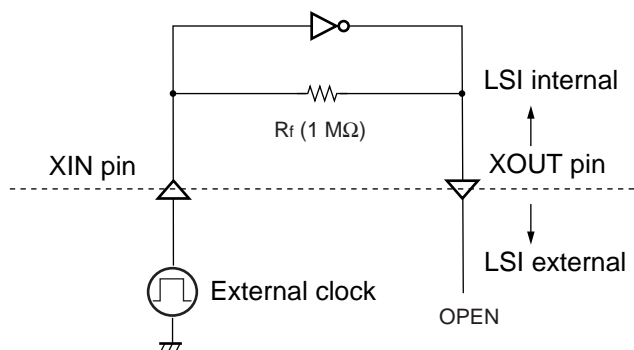 LSI internal
Rf (1 MΩ)
XIN pin
XOUT pin
LSI external
External clock
OPEN